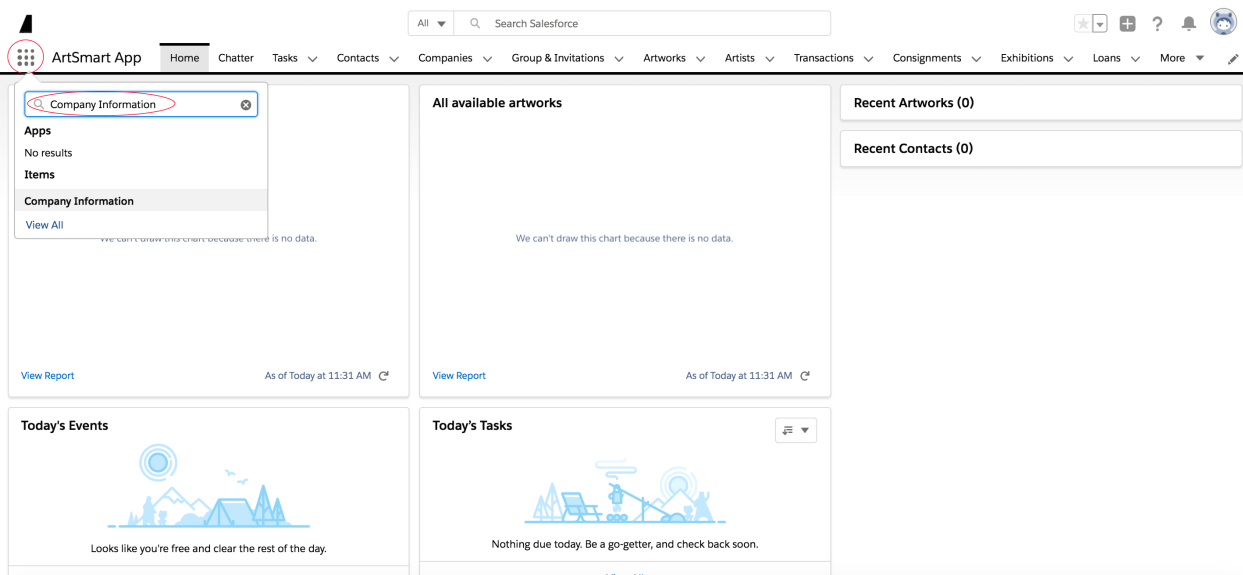 All
Search Salesforce
ArtSmart App
Home
Chatter
Tasks
Contacts
Companies
Group & Invitations
Artworks
Artists
Transactions
Consignments
Exhibitions
Loans
More
Company Information
Apps
No results
Items
Company Information
View All
We can't draw this chart because there is no data.
View Report
As of Today at 11:31 AM
All available artworks
We can't draw this chart because there is no data.
View Report
As of Today at 11:31 AM
Recent Artworks (0)
Recent Contacts (0)
Today's Events
Looks like you're free and clear the rest of the day.
Today's Tasks
Nothing due today. Be a go-getter, and check back soon.